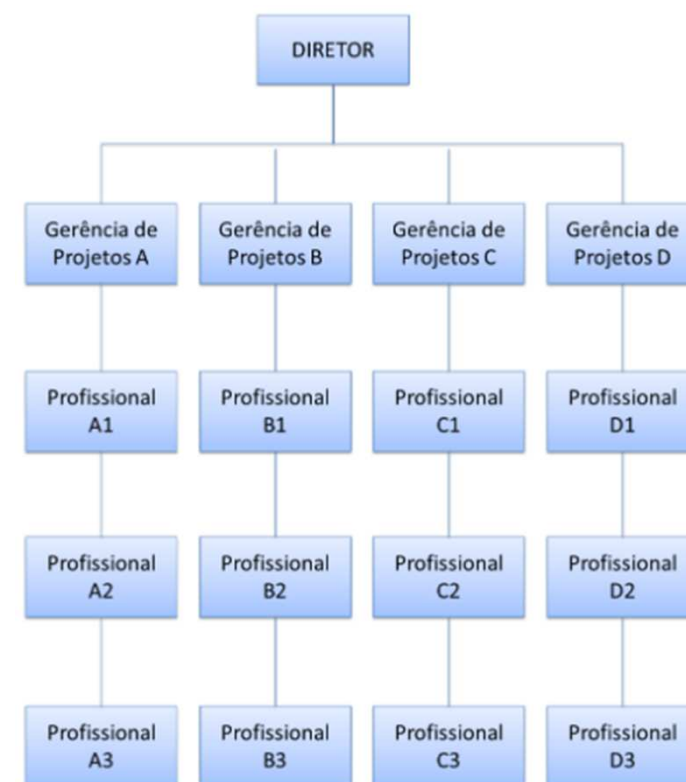 DIRETOR
Gerência de
Projetos A
Gerência de
Projetos B
Gerência de
Projetos C
Gerência de
Projetos D
Profissional
A1
Profissional
B1
Profissional
C1
Profissional
D1
Profissional
A2
Profissional
B2
Profissional
C2
Profissional
D2
Profissional
A3
Profissional
B3
Profissional
C3
Profissional
D3